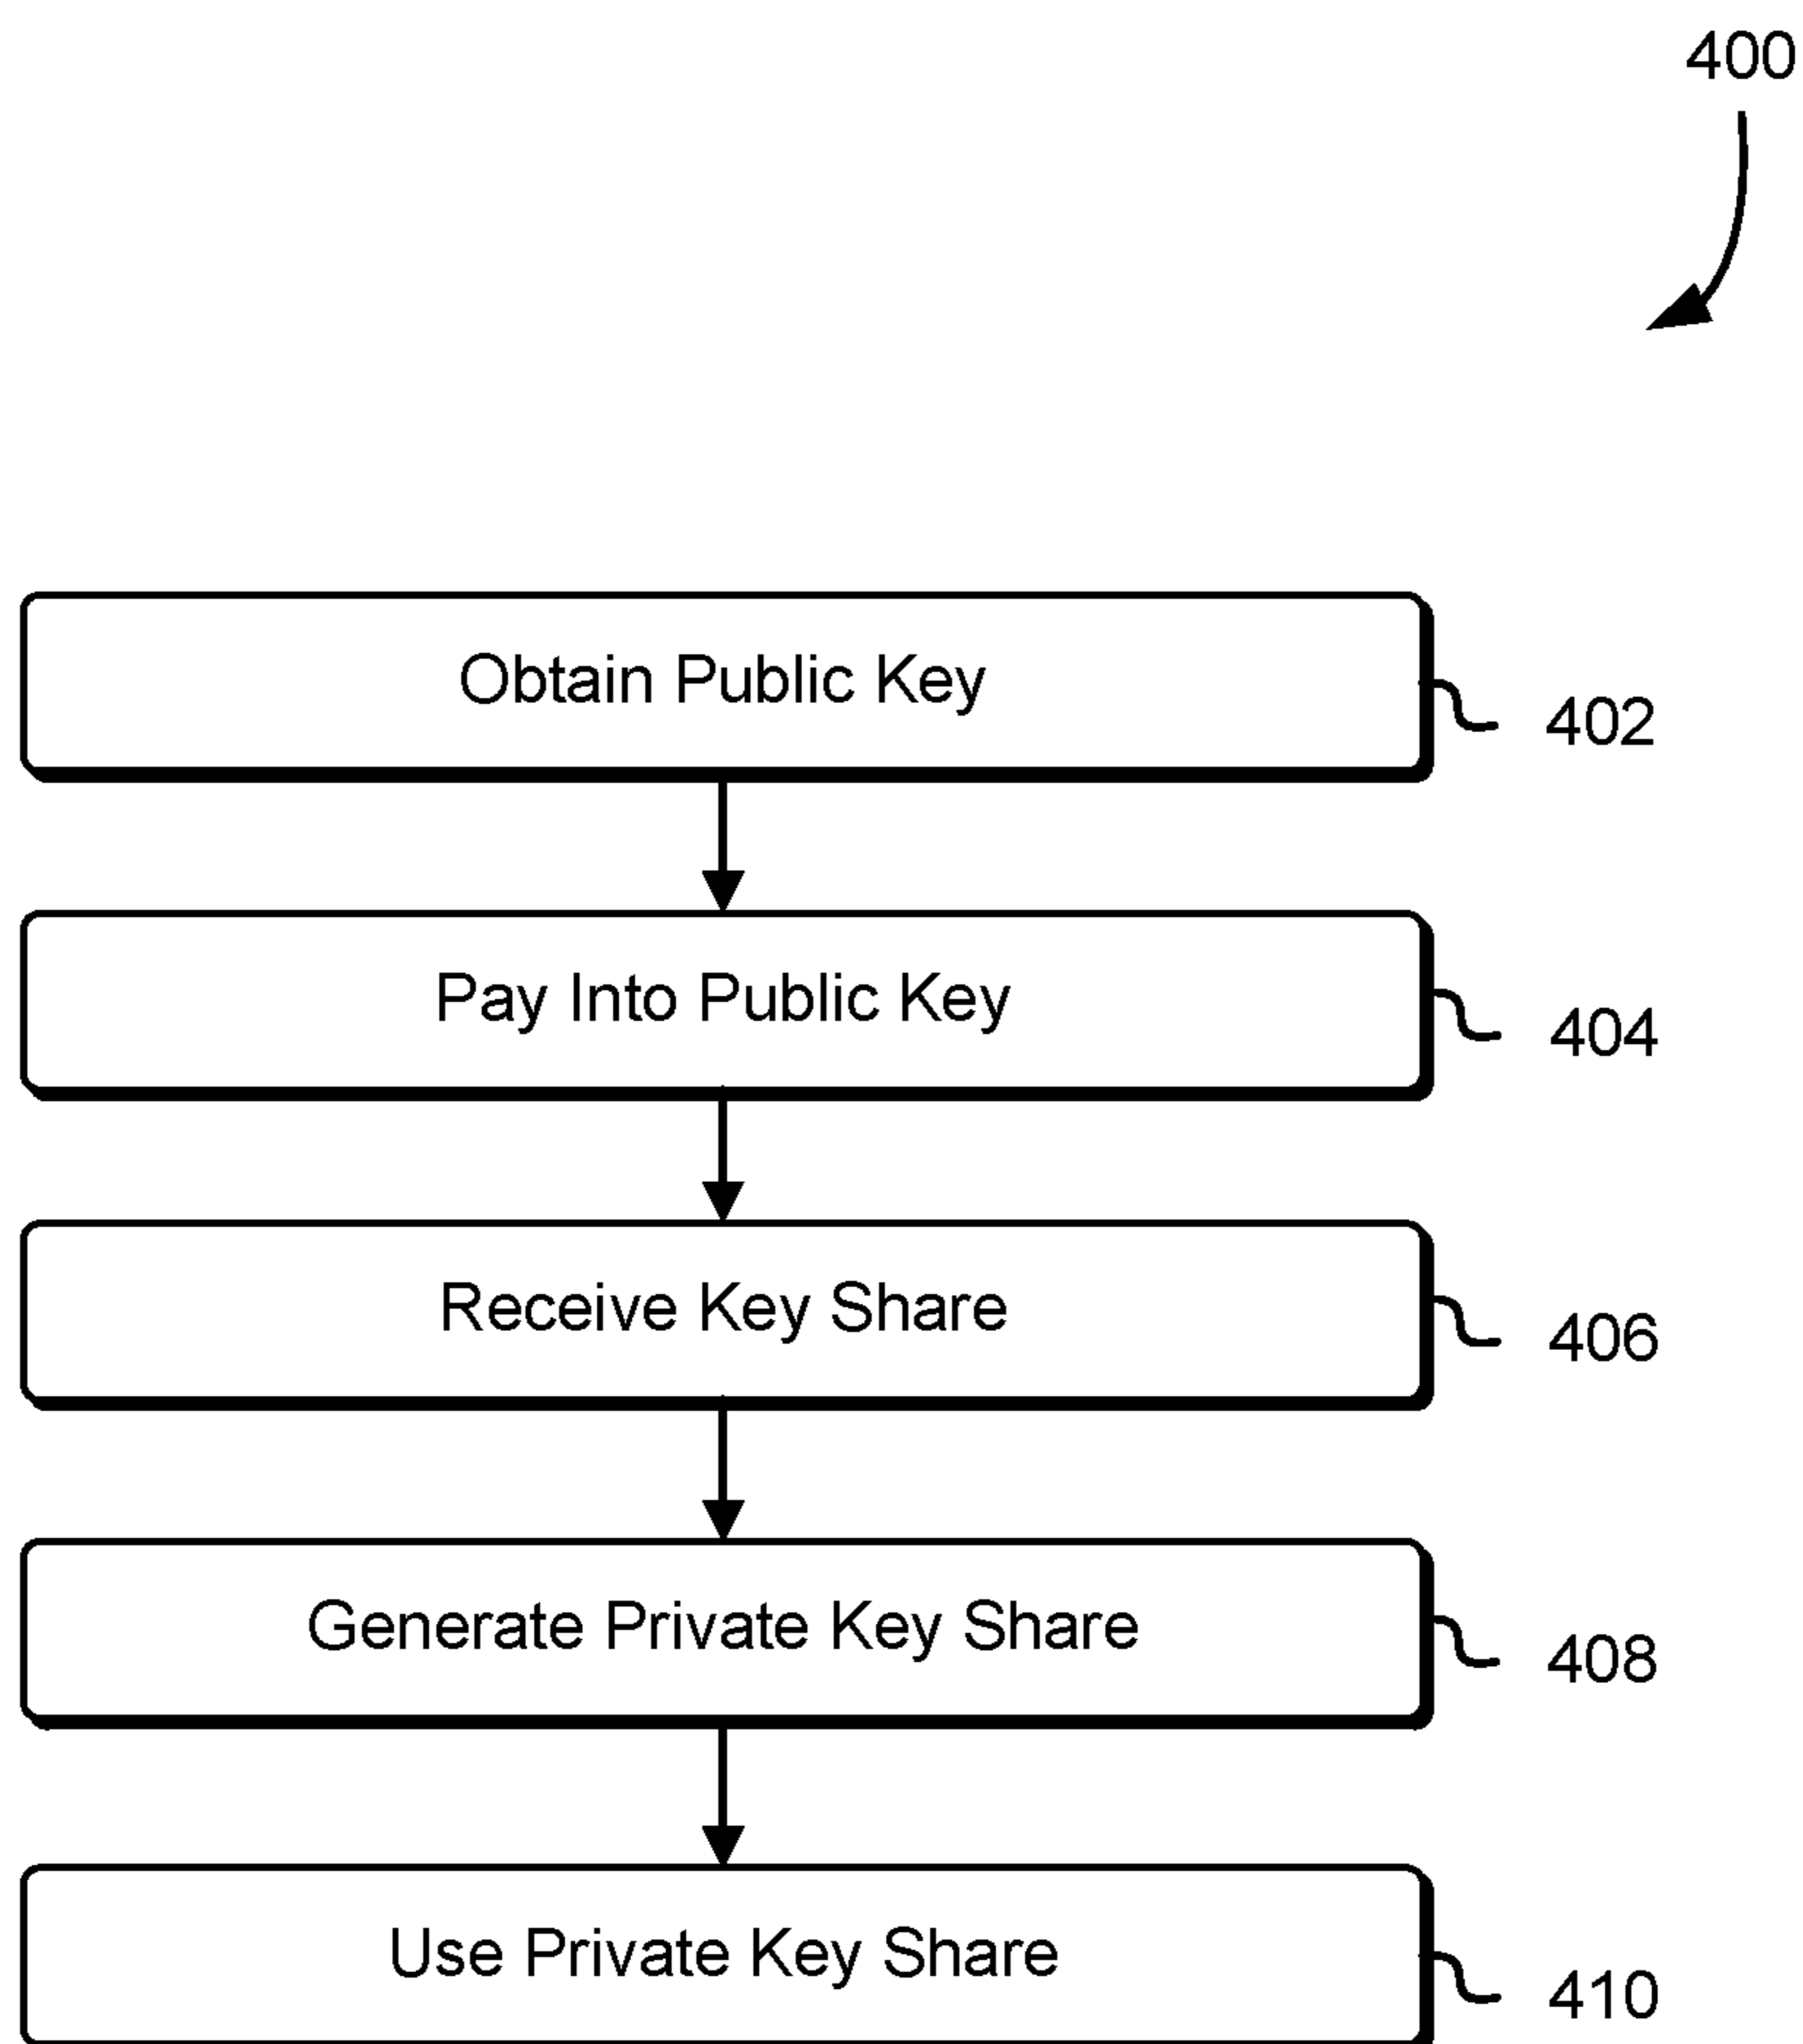 400
Obtain Public Key
402
Pay Into Public Key
404
Receive Key Share
406
Generate Private Key Share
408
Use Private Key Share
410